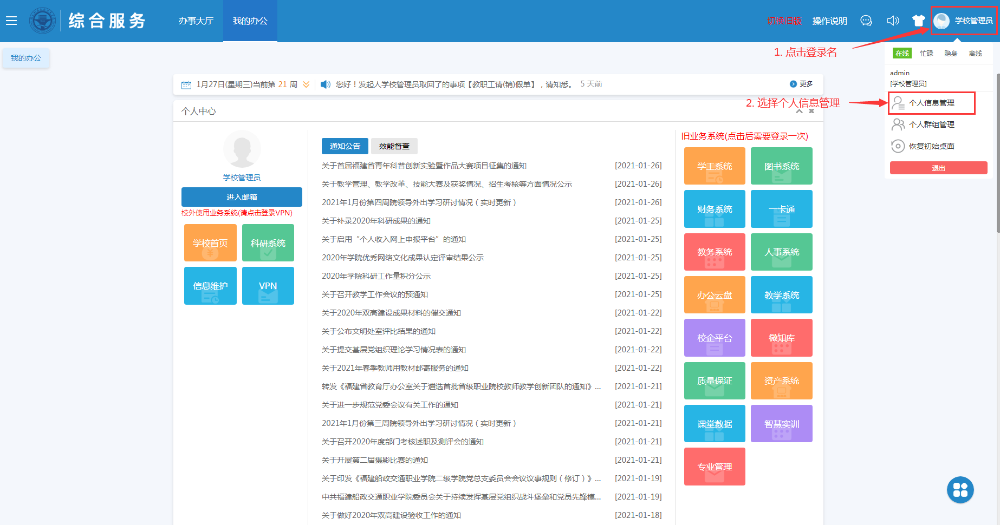 综合服务
办事大厅
我的办公
切换旧版
操作说明
学校管理员
1. 点击登录名
我的办公
在线 忙碌 隐身 离线
admin
[学校管理员]
2. 选择个人信息管理
个人信息管理
个人群组管理
恢复初始桌面
退出
1月27日(星期三)当前第 21 周
您好！发起人学校管理员取回了的事项【教职工请(销)假单】，请知悉。 5 天前
更多
个人中心
学校管理员
进入邮箱
校外使用业务系统(请点击登录VPN)
学校首页 科研系统
信息维护 VPN
通知公告 效能督查
关于首届福建省青年科普创新实验暨作品大赛项目征集的通知 [2021-01-26]
关于教学管理、教学改革、技能大赛及获奖情况、招生考核等方面情况公示 [2021-01-26]
2021年1月份第四周院领导外出学习研讨情况（实时更新） [2021-01-26]
关于补录2020年科研成果的通知 [2021-01-25]
关于启用“个人收入网上申报平台”的通知 [2021-01-25]
2020年学院优秀网络文化成果认定评审结果公示 [2021-01-25]
2020年学院科研工作量积分公示 [2021-01-25]
关于召开教学工作会议的预通知 [2021-01-25]
关于2020年双高建设成果材料的催交通知 [2021-01-22]
关于公布文明处室评比结果的通知 [2021-01-22]
关于提交基层党组织理论学习情况表的通知 [2021-01-22]
关于2021年春季教师用教材邮寄服务的通知 [2021-01-22]
转发《福建省教育厅办公室关于遴选首批省级职业院校教师教学创新团队的通知》... [2021-01-21]
关于进一步规范党委会议有关工作的通知 [2021-01-21]
2021年1月份第三周院领导外出学习研讨情况（实时更新） [2021-01-21]
关于召开2020年度部门考核述职及测评会的通知 [2021-01-21]
关于开展第二届摄影比赛的通知 [2021-01-21]
关于印发《福建船政交通职业学院二级学院党总支委员会会议议事规则（修订）》... [2021-01-19]
中共福建船政交通职业学院委员会关于持续发挥基层党组织战斗堡垒和党员先锋模... [2021-01-19]
关于做好2020年双高建设验收工作的通知 [2021-01-18]
旧业务系统(点击后需要登录一次)
学工系统 图书系统
财务系统 一卡通
教务系统 人事系统
办公云盘 教学系统
校企平台 微知库
质量保证 资产系统
课堂数据 智慧实训
专业管理